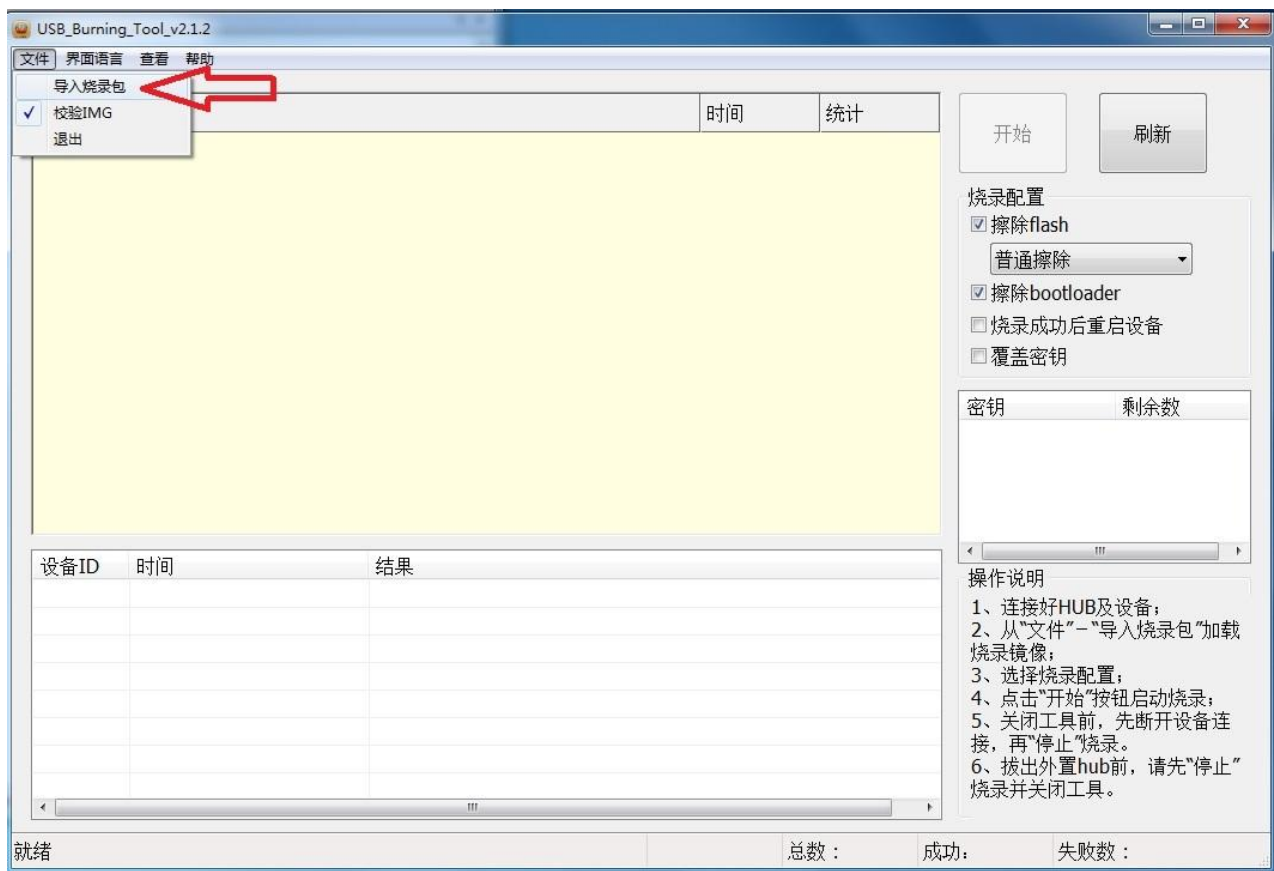 USB_Burning_Tool_v2.1.2
文件 界面语言 查看 帮助
导入烧录包
校验IMG
退出
时间 统计
开始 刷新
烧录配置
擦除flash
普通擦除
擦除bootloader
烧录成功后重启设备
覆盖密钥
密钥 剩余数
设备ID 时间 结果
操作说明
1、连接好HUB及设备;
2、从"文件"-"导入烧录包"加载
烧录镜像;
3、选择烧录配置;
4、点击"开始"按钮启动烧录;
5、关闭工具前, 先断开设备连
接, 再"停止"烧录。
6、拔出外置hub前, 请先"停止"
烧录并关闭工具。
就绪 总数: 成功: 失败数: